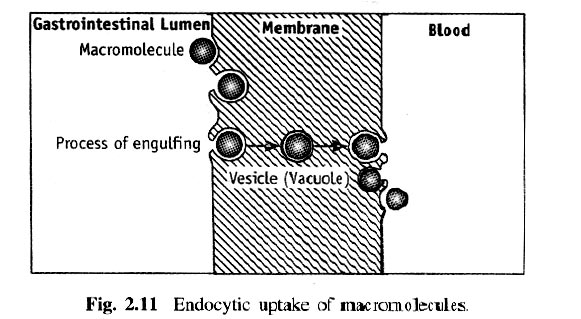 Gastrointestinal Lumen
Membrane
Blood
Macromolecule
Process of engulfing
Vesicle (Vacuole)
Fig. 2.11 Endocytic uptake of macromolecules.